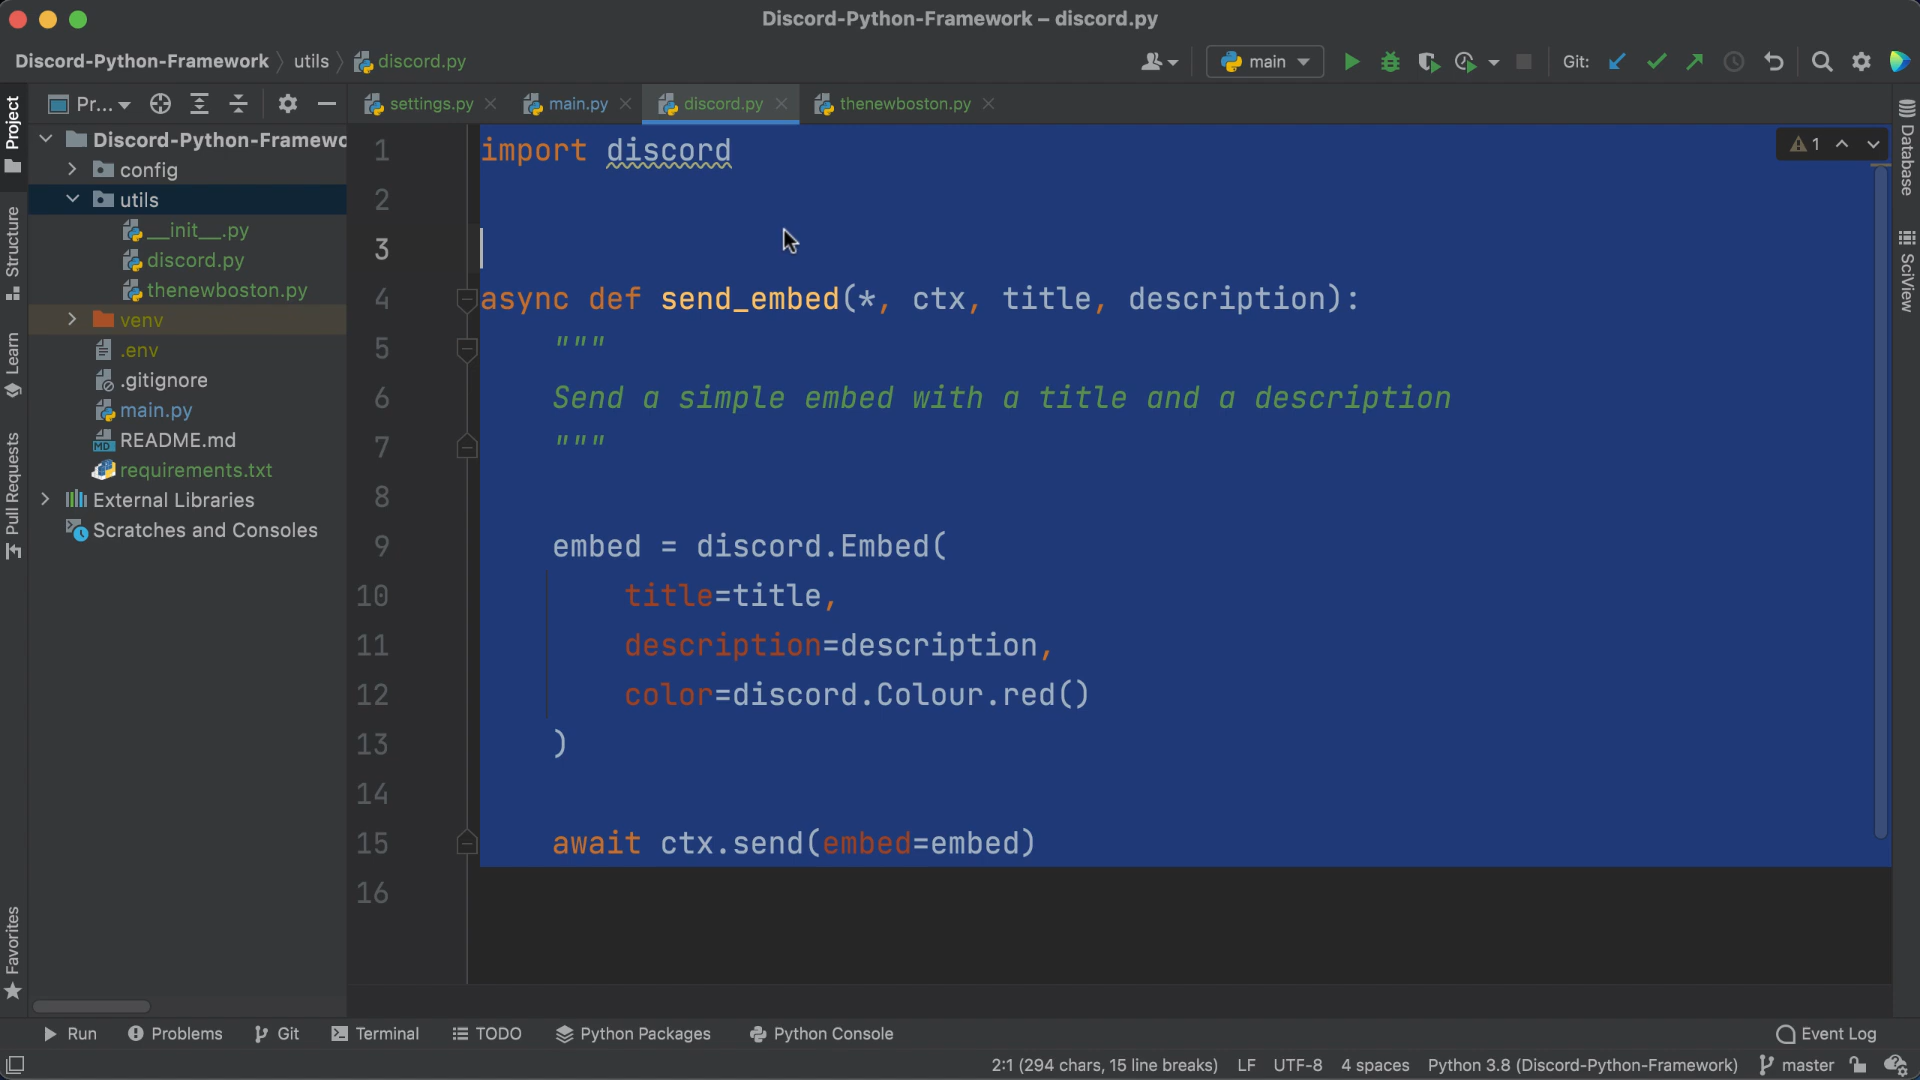 Discord-Python-Framework – discord.py
Discord-Python-Framework utils discord.py
main Git:
Project
Structure
Learn
Pull Requests
Favorites
Pr...
Discord-Python-Framewo
config
utils
__init__.py
discord.py
thenewboston.py
venv
.env
.gitignore
main.py
README.md
requirements.txt
External Libraries
Scratches and Consoles
settings.py main.py discord.py thenewboston.py
1 import discord
2
3
4 async def send_embed(*, ctx, title, description):
5 """
6 Send a simple embed with a title and a description
7 """
8
9 embed = discord.Embed(
10 title=title,
11 description=description,
12 color=discord.Colour.red()
13 )
14
15 await ctx.send(embed=embed)
16
1
Database
SciView
Run Problems Git Terminal TODO Python Packages Python Console Event Log
2:1 (294 chars, 15 line breaks) LF UTF-8 4 spaces Python 3.8 (Discord-Python-Framework) master